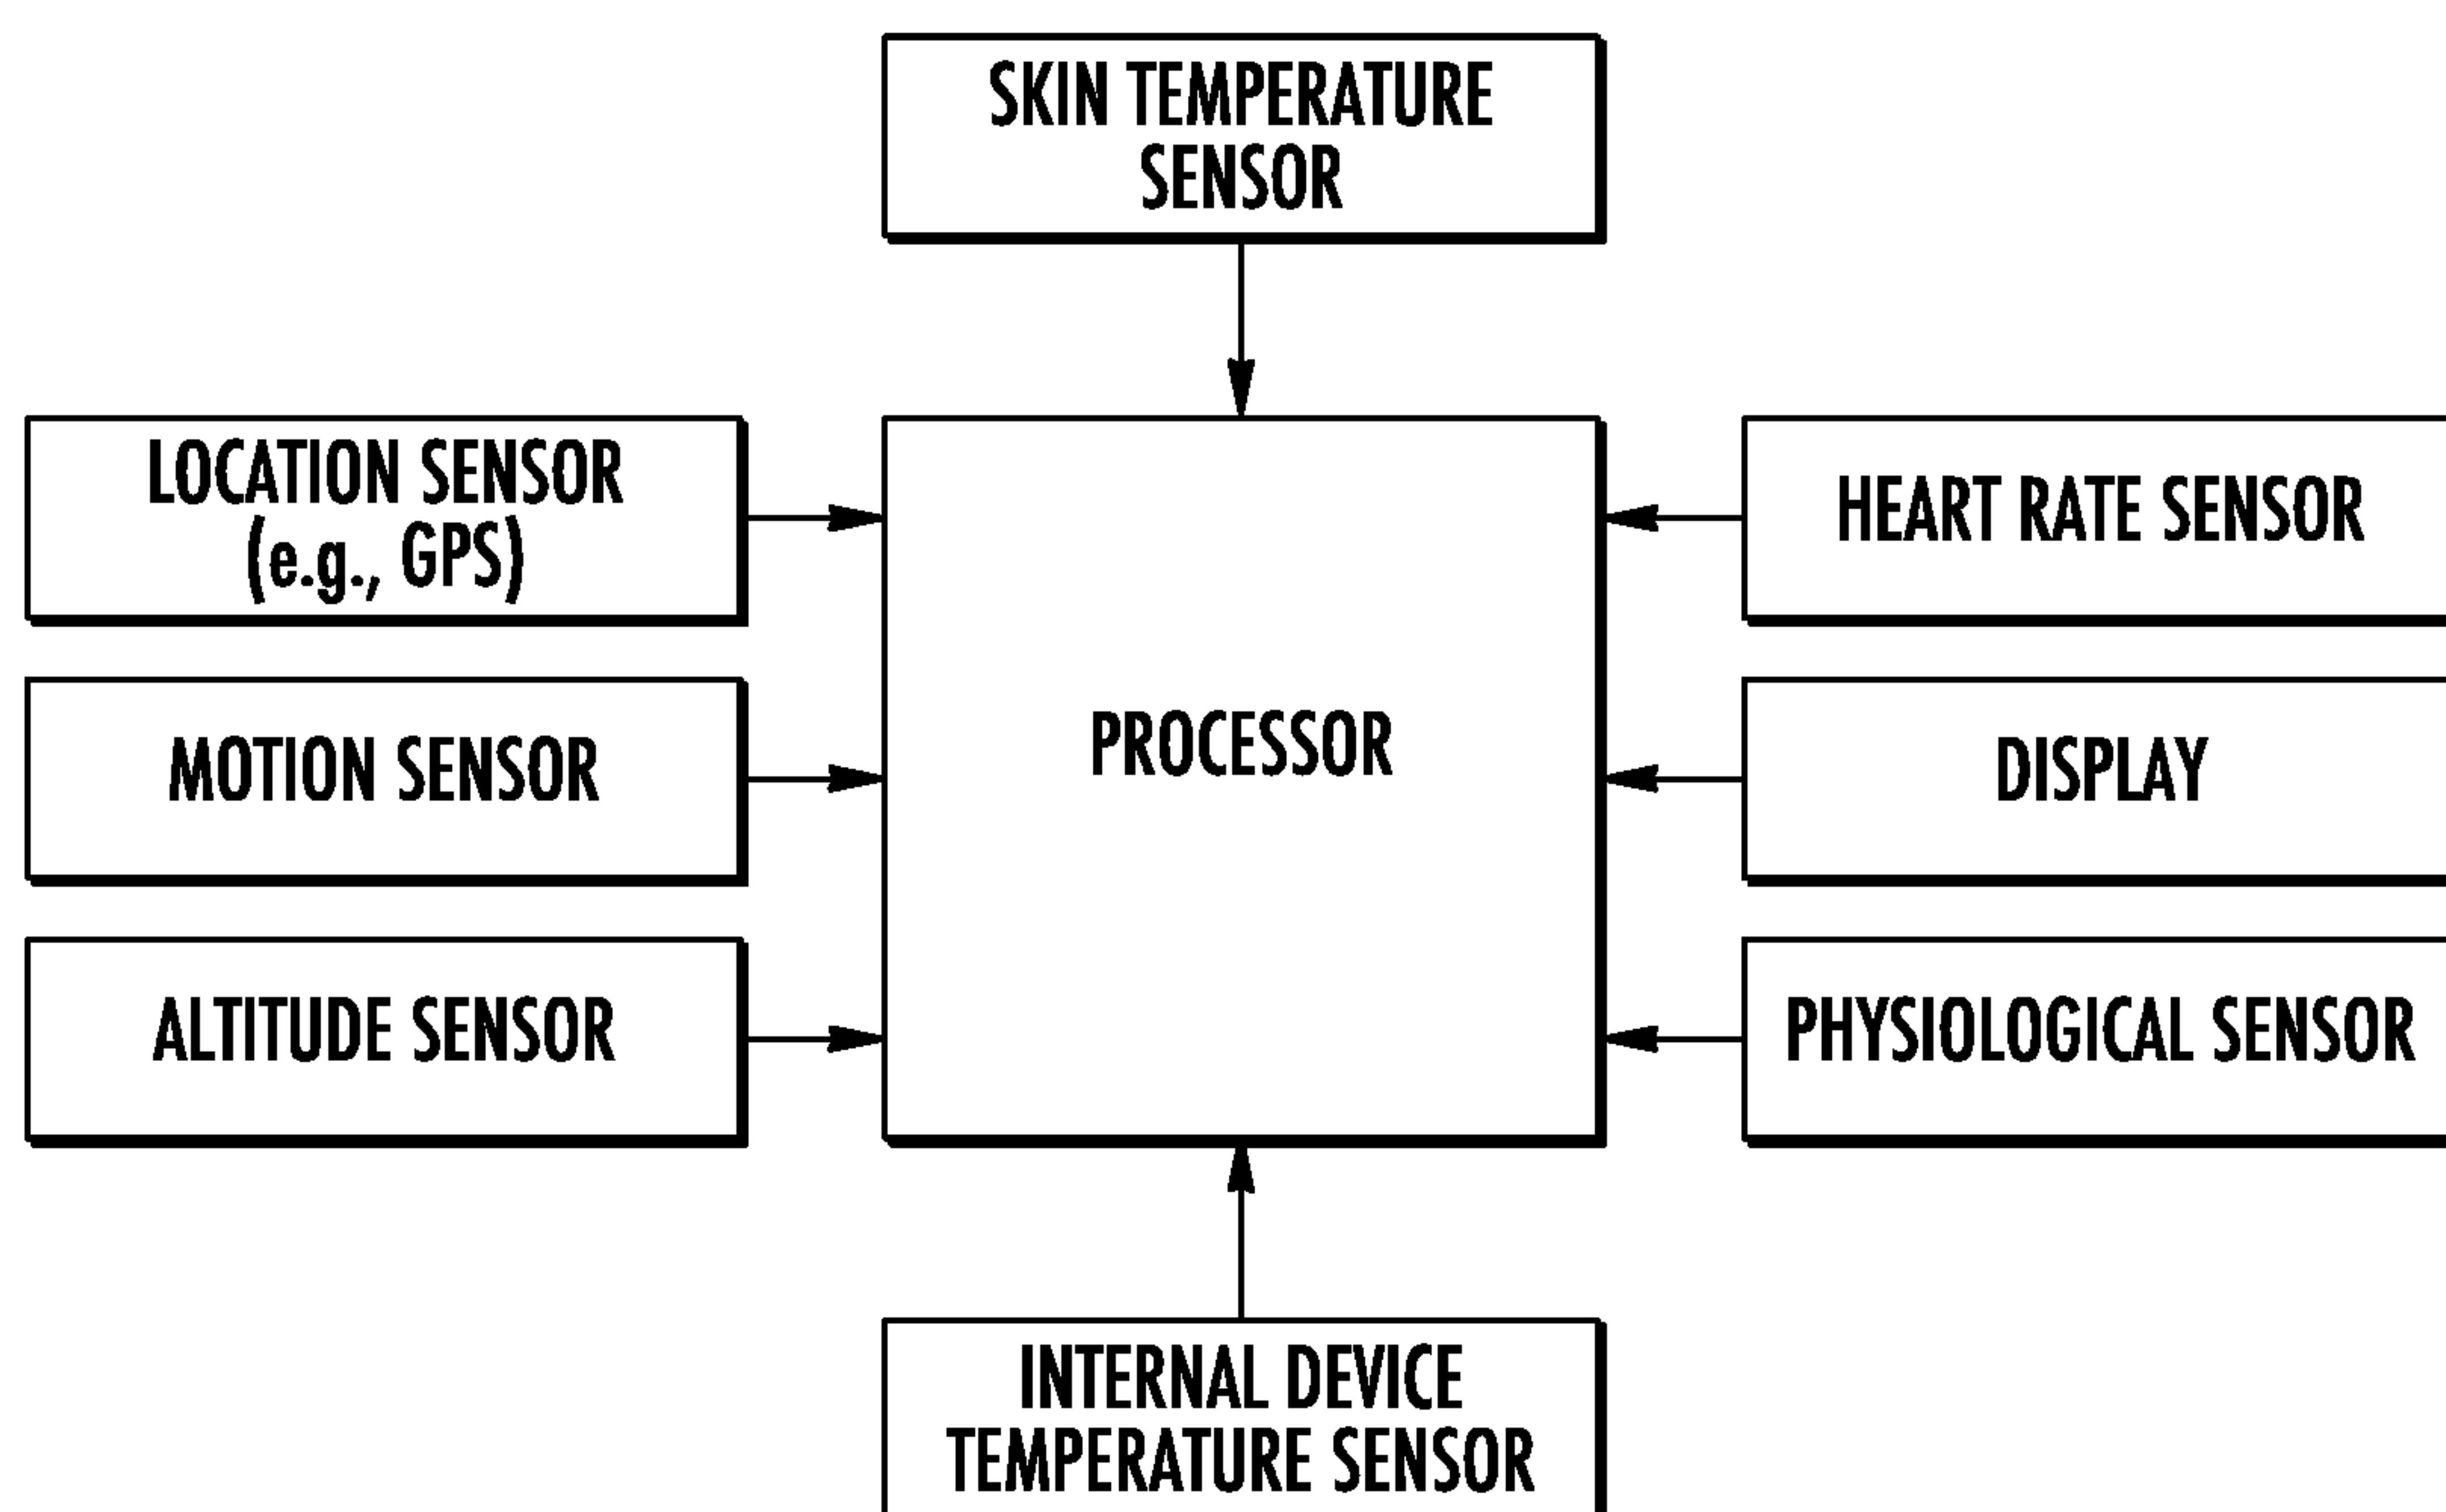 SKIN TEMPERATURE
SENSOR
LOCATION SENSOR
(e.g., GPS)
HEART RATE SENSOR
MOTION SENSOR
PROCESSOR
DISPLAY
ALTITUDE SENSOR
PHYSIOLOGICAL SENSOR
INTERNAL DEVICE
TEMPERATURE SENSOR